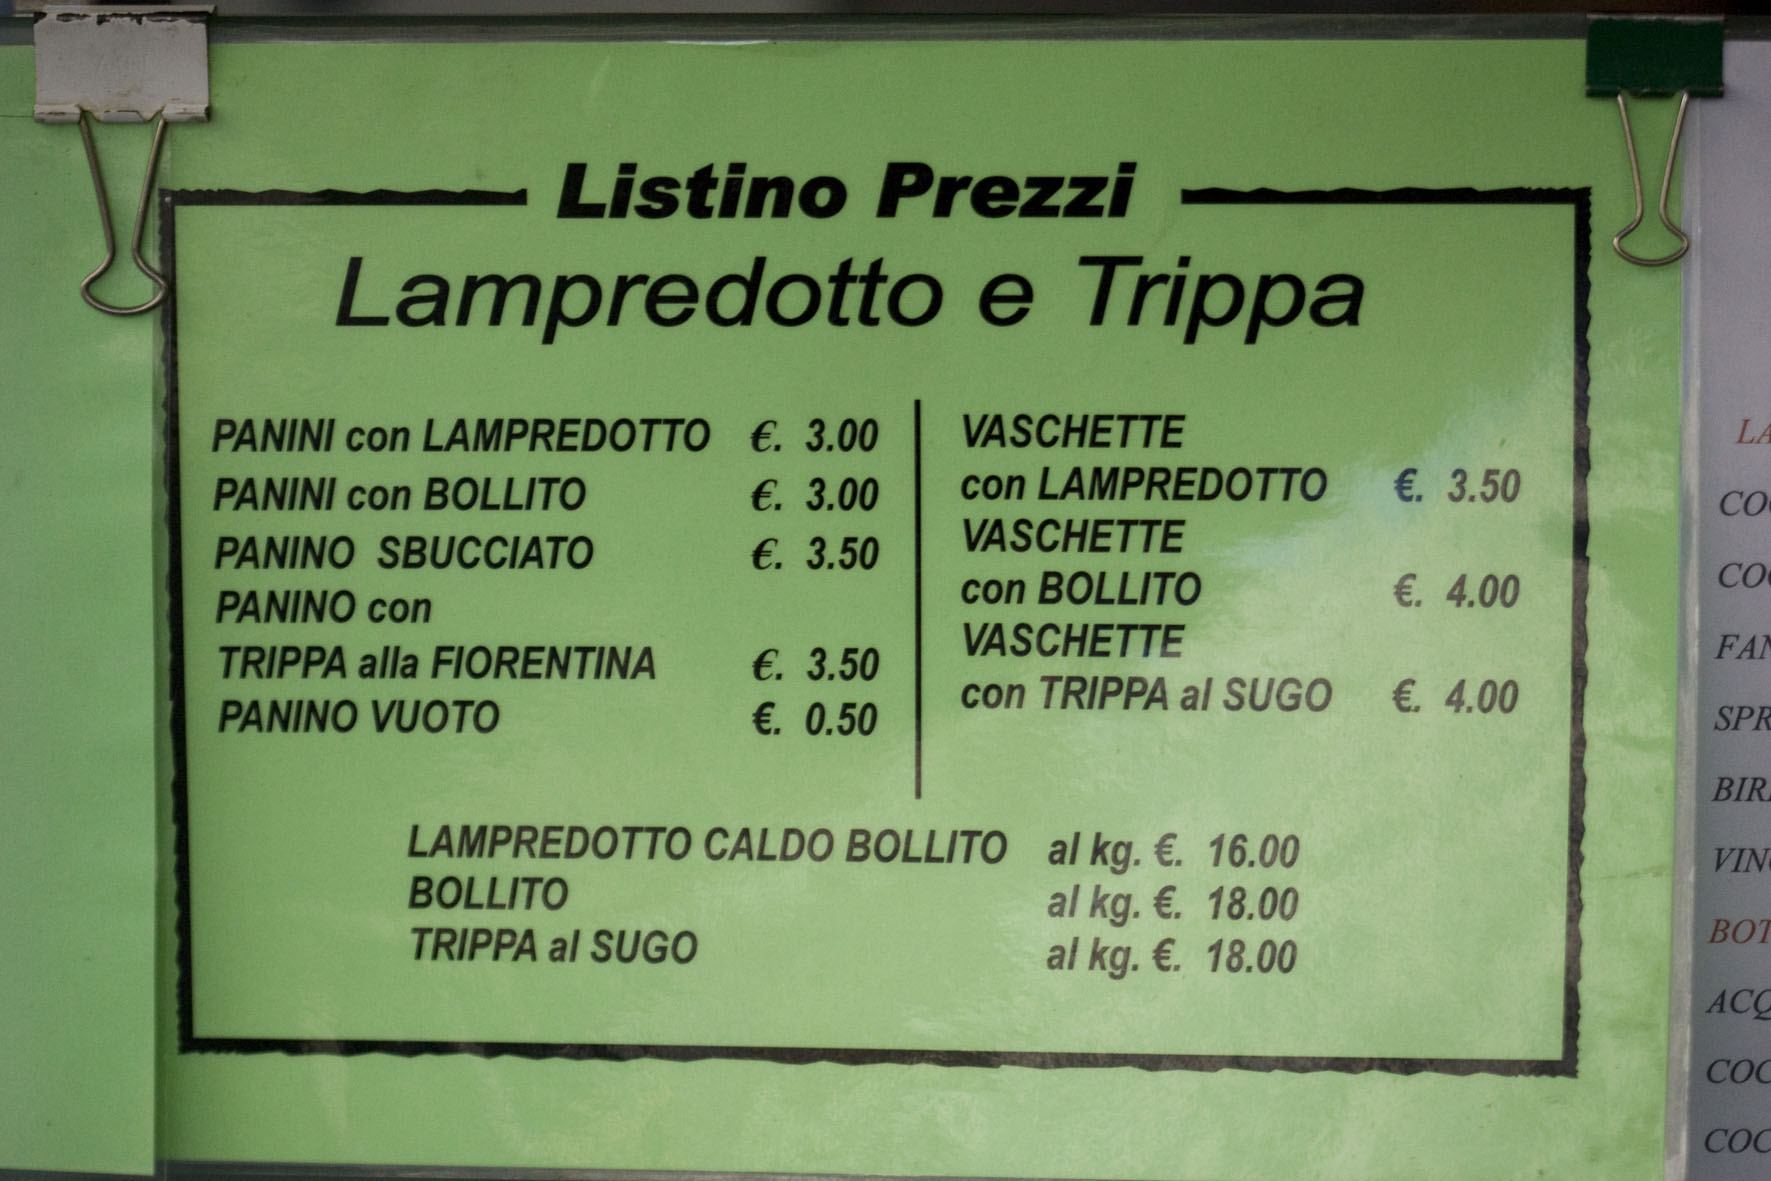 Listino Prezzi
Lampredotto e Trippa
PANINI con LAMPREDOTTO €. 3.00
PANINI con BOLLITO €. 3.00
PANINO SBUCCIATO €. 3.50
PANINO con
TRIPPA alla FIORENTINA €. 3.50
PANINO VUOTO €. 0.50
VASCHETTE
con LAMPREDOTTO €. 3.50
VASCHETTE
con BOLLITO €. 4.00
VASCHETTE
con TRIPPA al SUGO €. 4.00
LAMPREDOTTO CALDO BOLLITO al kg. €. 16.00
BOLLITO al kg. €. 18.00
TRIPPA al SUGO al kg. €. 18.00